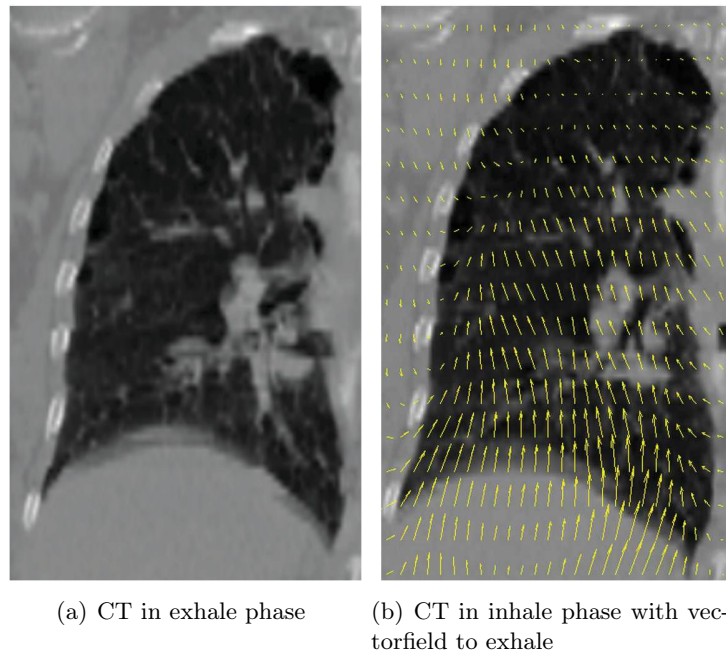 (a) CT in exhale phase
(b) CT in inhale phase with vec-
torfield to exhale